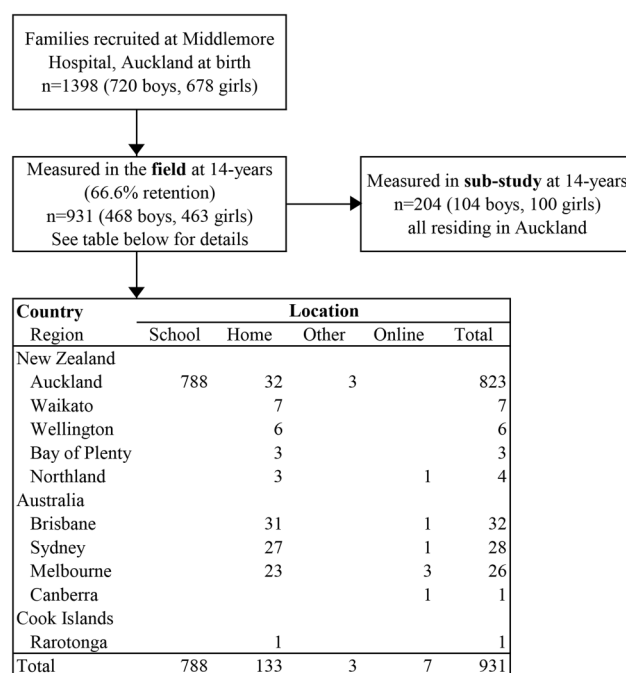 Families recruited at Middlemore
Hospital, Auckland at birth
n=1398 (720 boys, 678 girls)
Measured in the field at 14-years
(66.6% retention)
n=931 (468 boys, 463 girls)
See table below for details
Measured in sub-study at 14-years
n=204 (104 boys, 100 girls)
all residing in Auckland
Country Location
Region School Home Other Online Total
New Zealand
Auckland 788 32 3 823
Waikato 7 7
Wellington 6 6
Bay of Plenty 3 3
Northland 3 1 4
Australia
Brisbane 31 1 32
Sydney 27 1 28
Melbourne 23 3 26
Canberra 1 1
Cook Islands
Rarotonga 1 1
Total 788 133 3 7 931